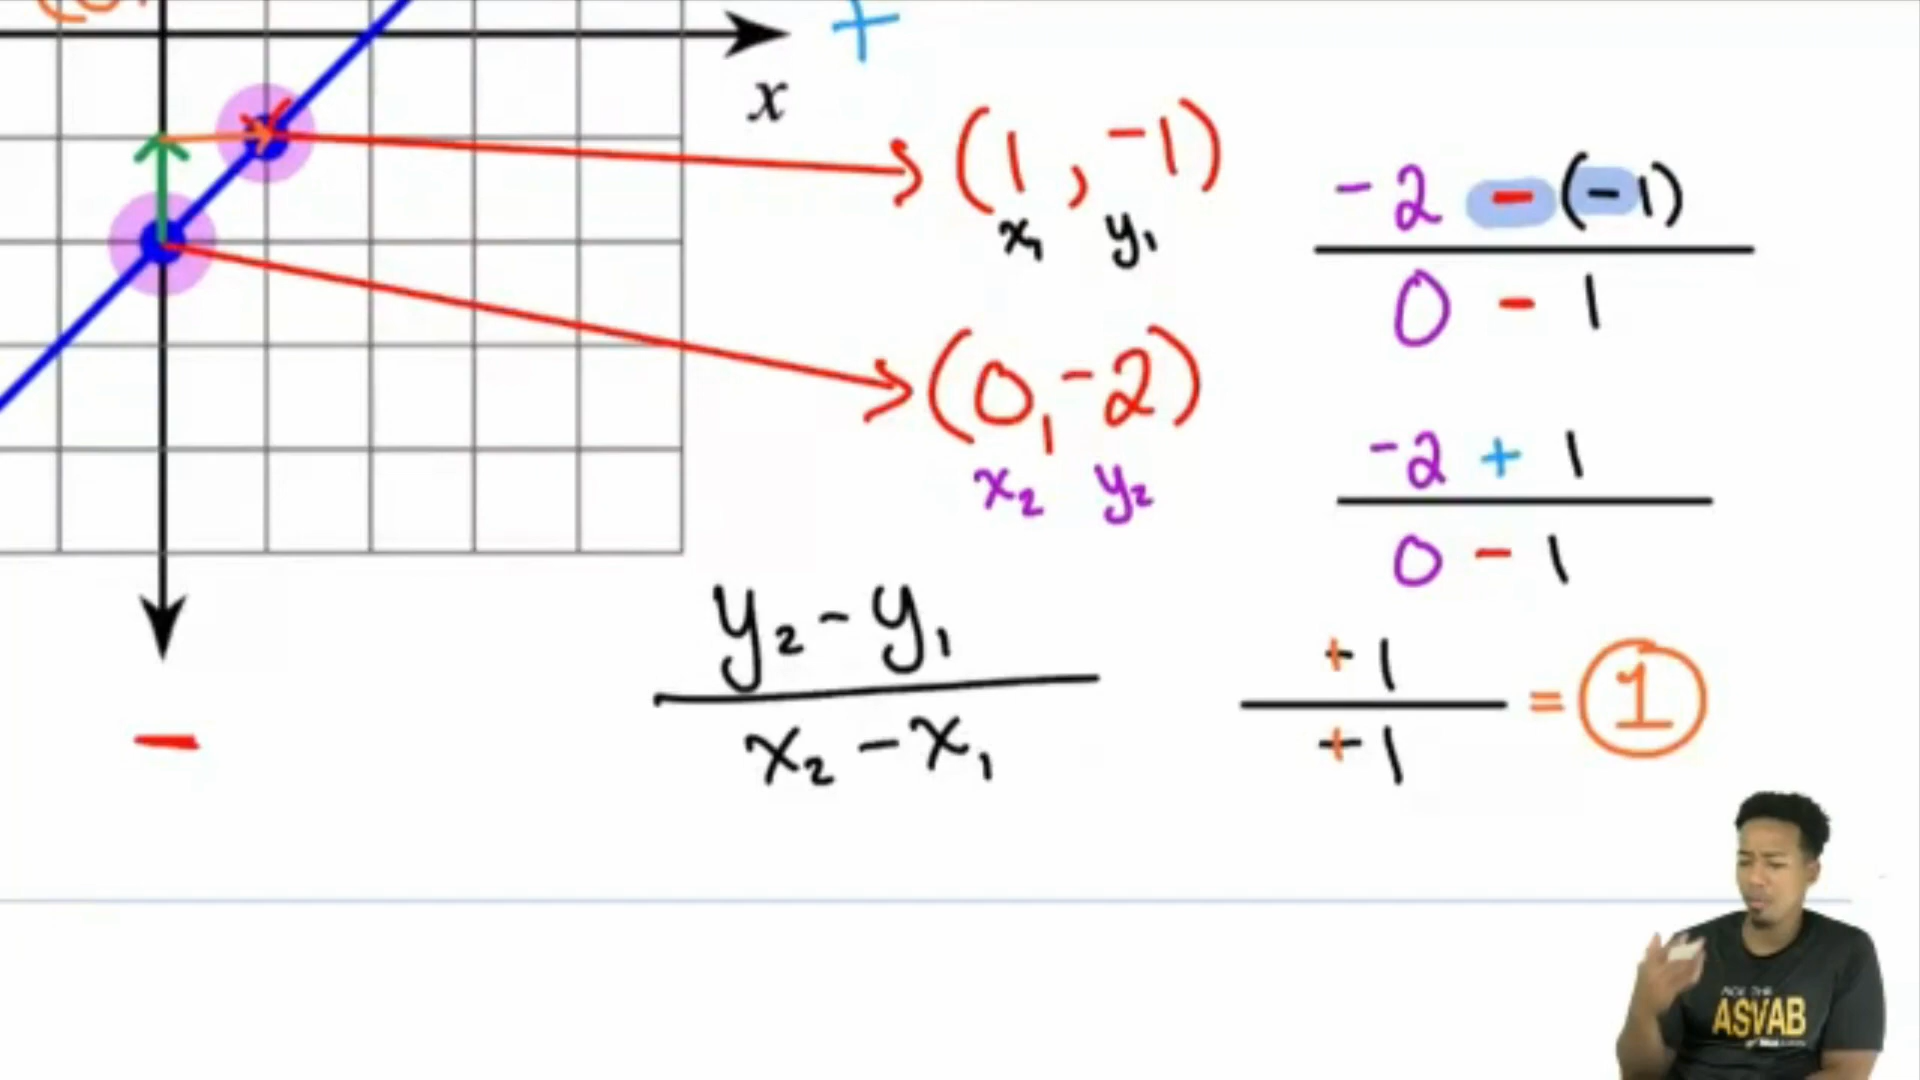 +
x
(1, -1)
x₁ y₁
(0, -2)
x₂ y₂
y₂ - y₁
x₂ - x₁
-2 - (-1)
0 - 1
-2 + 1
0 - 1
+1
+1
= 1
-
ASVAB